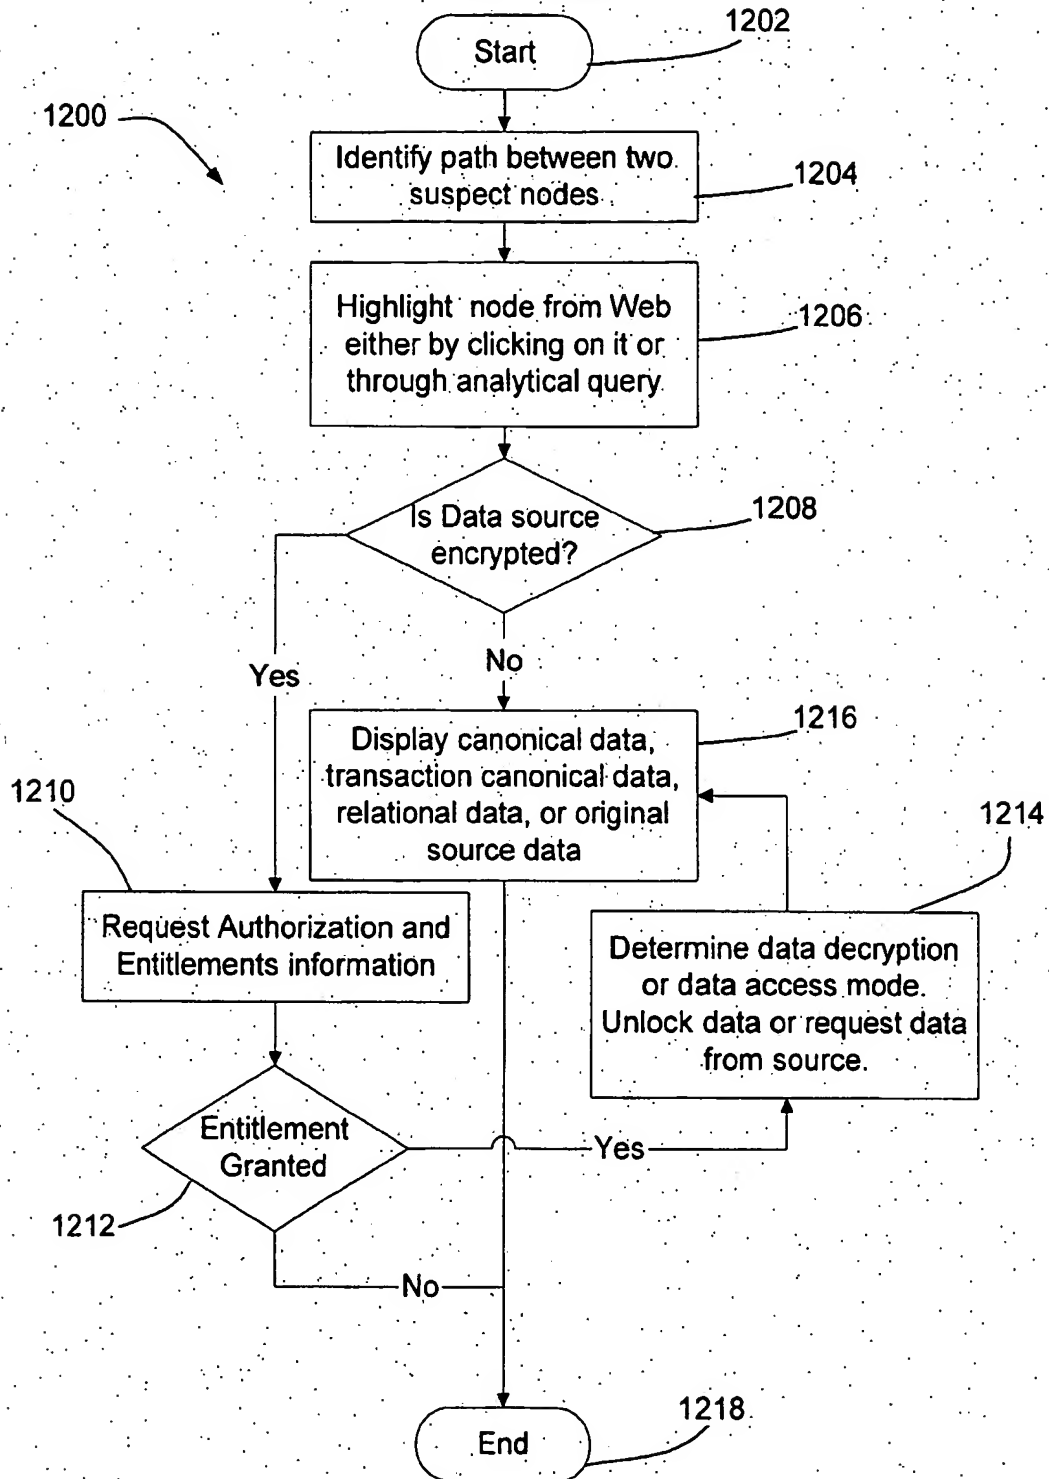 Start
1202
1200
Identify path between two
suspect nodes
1204
Highlight node from Web
either by clicking on it or
through analytical query
1206
Is Data source
encrypted?
1208
Yes
No
Display canonical data,
transaction canonical data,
relational data, or original
source data
1216
1210
1214
Request Authorization and
Entitlements information
Determine data decryption
or data access mode.
Unlock data or request data
from source.
Entitlement
Granted
Yes
1212
No
1218
End